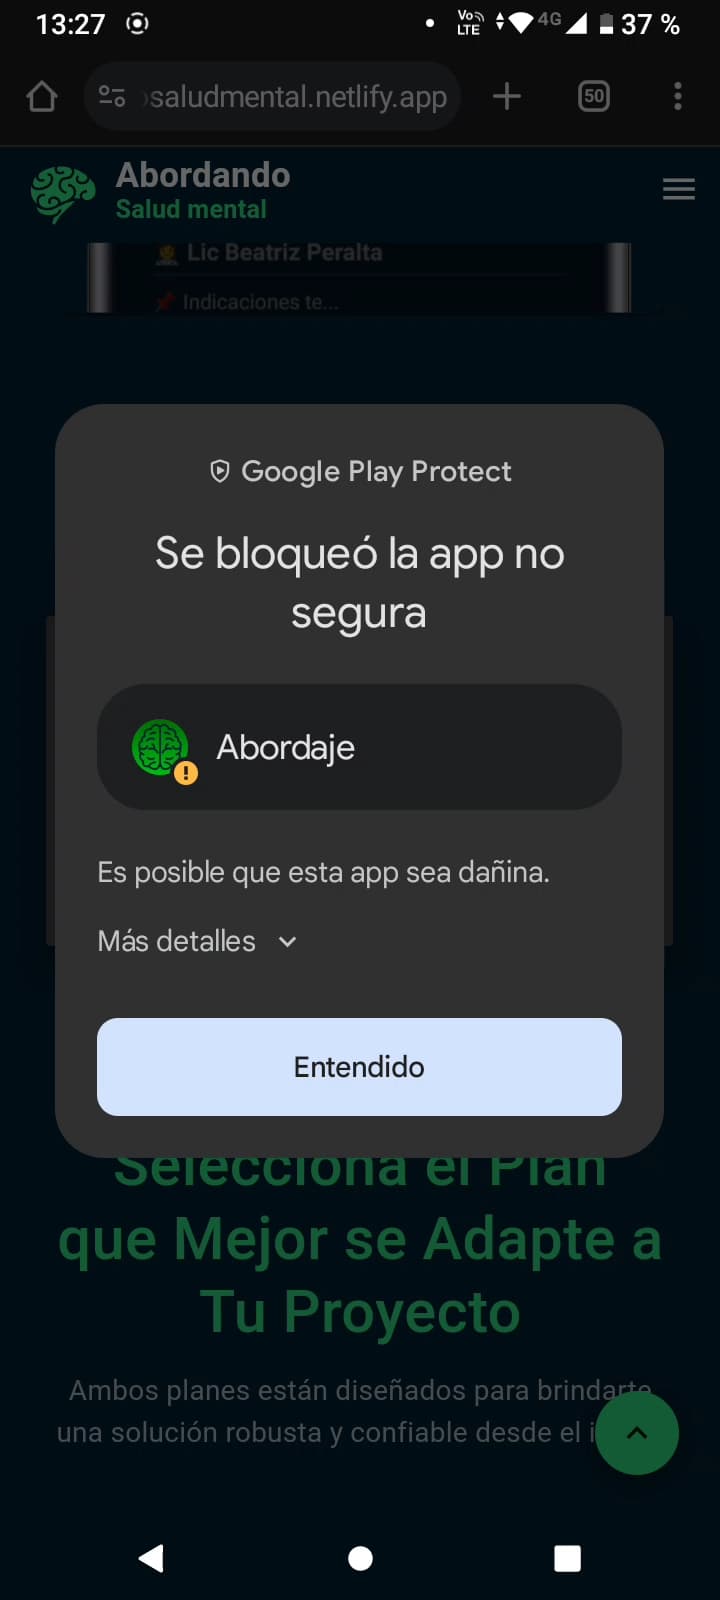 13:27 Vo LTE 4G 37 %
saludmental.netlify.app 50
Abordando
Salud mental
Lic Beatriz Peralta
Indicaciones te...
Google Play Protect
Se bloqueó la app no
segura
Abordaje
Es posible que esta app sea dañina.
Más detalles
Entendido
Selecciona el Plan
que Mejor se Adapte a
Tu Proyecto
Ambos planes están diseñados para brindarte
una solución robusta y confiable desde el